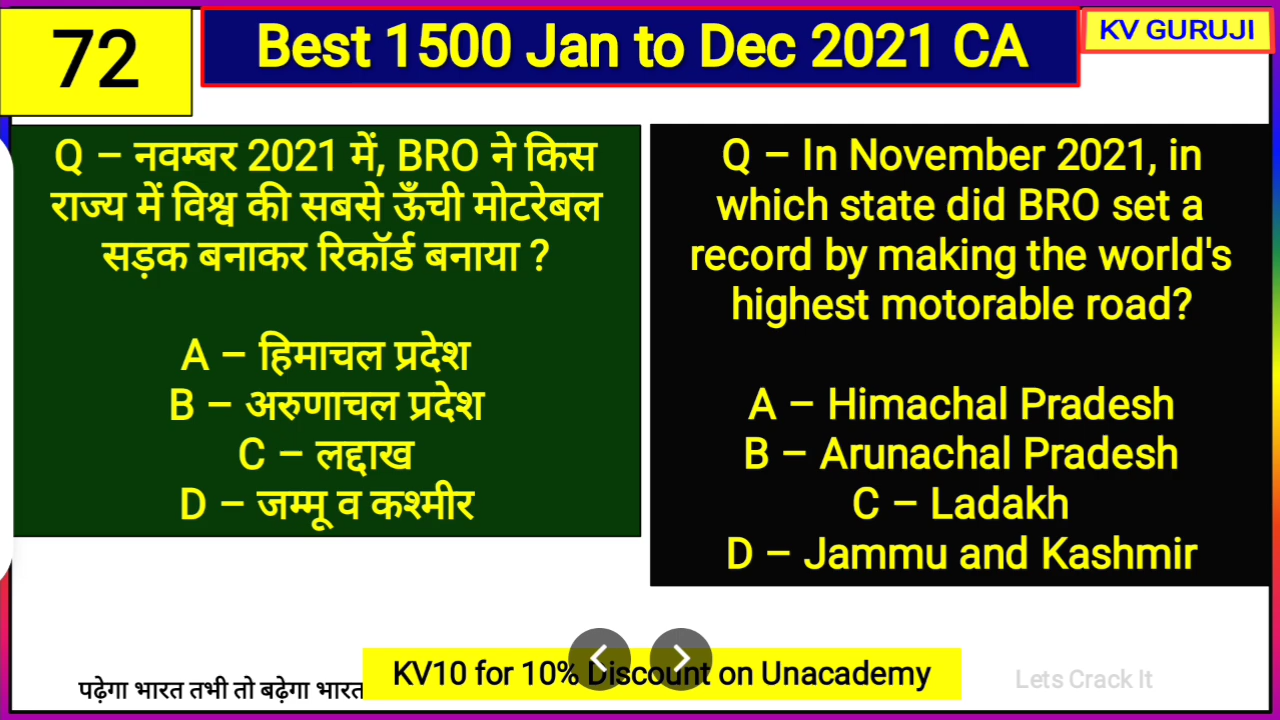 72
Best 1500 Jan to Dec 2021 CA
KV GURUJI
Q – नवम्बर 2021 में, BRO ने किस
राज्य में विश्व की सबसे ऊँची मोटरेबल
सड़क बनाकर रिकॉर्ड बनाया ?
A – हिमाचल प्रदेश
B – अरुणाचल प्रदेश
C – लद्दाख
D – जम्मू व कश्मीर
Q – In November 2021, in
which state did BRO set a
record by making the world's
highest motorable road?
A – Himachal Pradesh
B – Arunachal Pradesh
C – Ladakh
D – Jammu and Kashmir
पढ़ेगा भारत तभी तो बढ़ेगा भारत
KV10 for 10% Discount on Unacademy
Lets Crack It